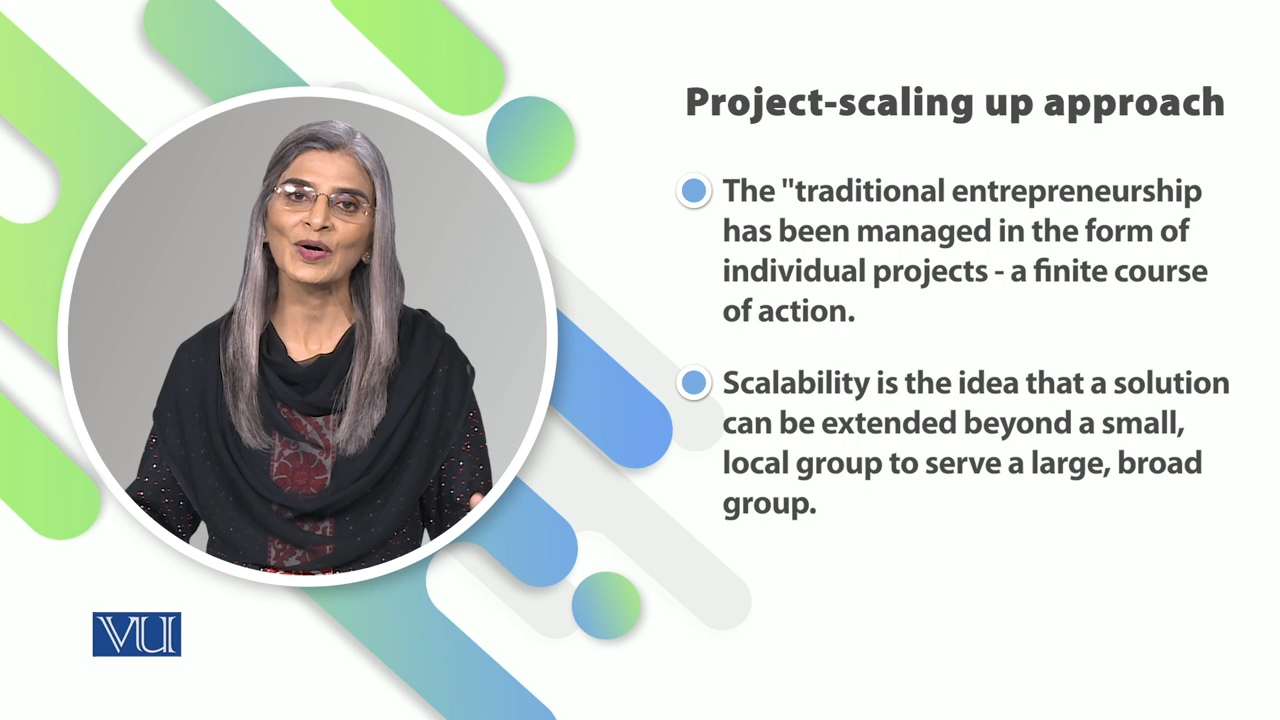 Project-scaling up approach
The "traditional entrepreneurship
has been managed in the form of
individual projects - a finite course
of action.
Scalability is the idea that a solution
can be extended beyond a small,
local group to serve a large, broad
group.
VU